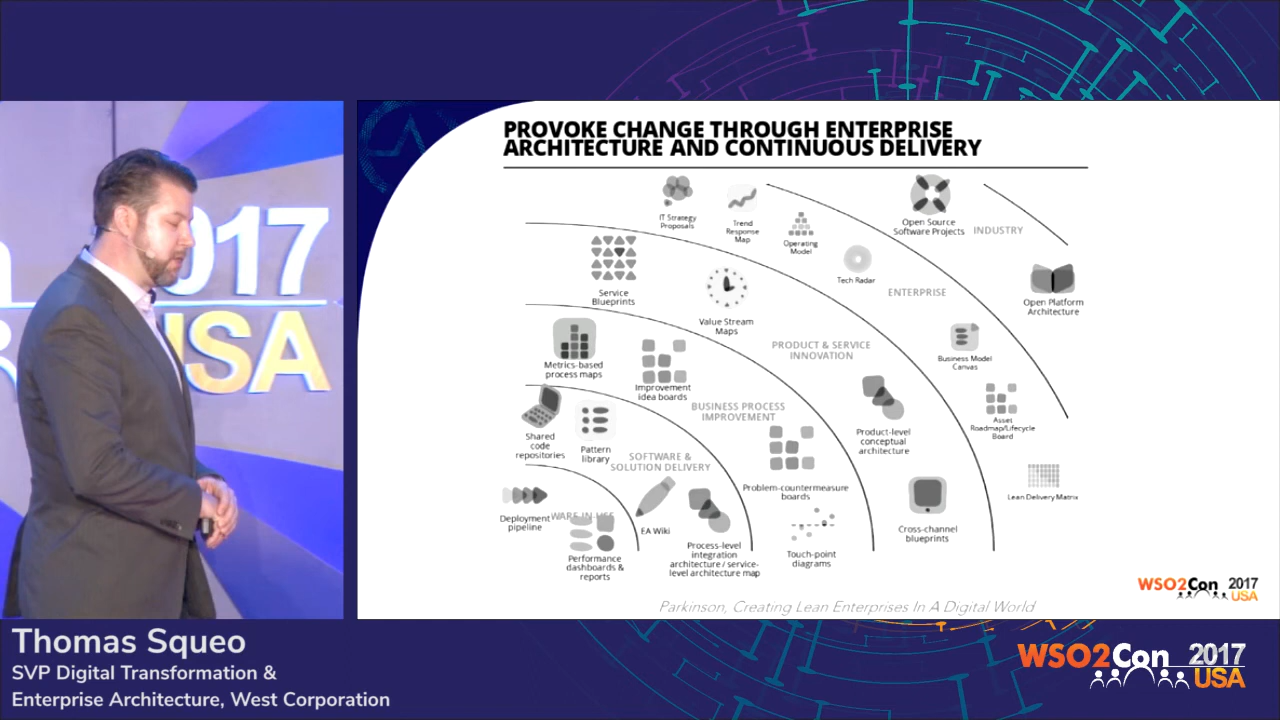 PROVOKE CHANGE THROUGH ENTERPRISE
ARCHITECTURE AND CONTINUOUS DELIVERY
IT Strategy
Proposals
Trend
Response
Map
Operating
Model
Tech Radar
Open Source
Software Projects
INDUSTRY
ENTERPRISE
Open Platform
Architecture
Service
Blueprints
Value Stream
Maps
PRODUCT & SERVICE
INNOVATION
Business Model
Canvas
Metrics-based
process maps
Improvement
idea boards
BUSINESS PROCESS
IMPROVEMENT
Product-level
conceptual
architecture
Asset
Roadmap/Lifecycle
Board
Shared
code
repositories
Pattern
library
SOFTWARE &
SOLUTION DELIVERY
Problem-countermeasure
boards
Lean Delivery Matrix
Deployment
pipeline
WARE IN USE
EA Wiki
Performance
dashboards &
reports
Process-level
integration
architecture / service-
level architecture map
Touch-point
diagrams
Cross-channel
blueprints
Parkinson, Creating Lean Enterprises In A Digital World
WSO2Con 2017
USA
2017
USA
Thomas Squeo
SVP Digital Transformation &
Enterprise Architecture, West Corporation
WSO2Con 2017
USA